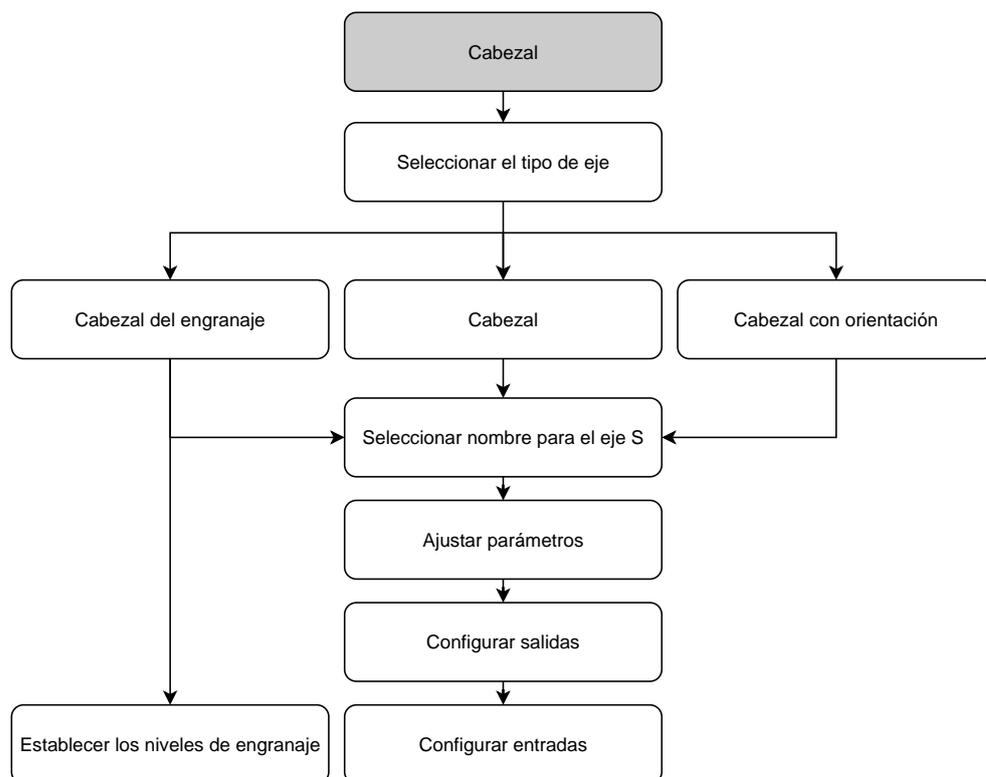 Cabezal
Seleccionar el tipo de eje
Cabezal del engranaje
Cabezal
Cabezal con orientación
Seleccionar nombre para el eje S
Ajustar parámetros
Configurar salidas
Establecer los niveles de engranaje
Configurar entradas